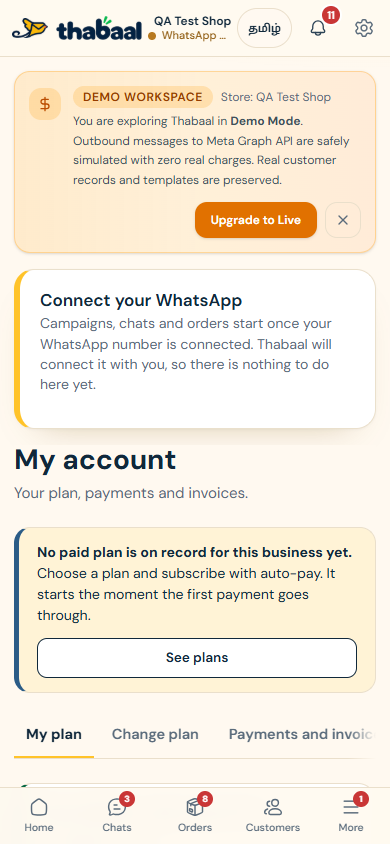 thabaal
QA Test Shop
WhatsApp ...
தமிழ்
11
$
DEMO WORKSPACE
Store: QA Test Shop
You are exploring Thabaal in Demo Mode.
Outbound messages to Meta Graph API are safely
simulated with zero real charges. Real customer
records and templates are preserved.
Upgrade to Live
Connect your WhatsApp
Campaigns, chats and orders start once your
WhatsApp number is connected. Thabaal will
connect it with you, so there is nothing to do
here yet.
My account
Your plan, payments and invoices.
No paid plan is on record for this business yet.
Choose a plan and subscribe with auto-pay. It
starts the moment the first payment goes
through.
See plans
My plan
Change plan
Payments and invoic
3
8
1
Home
Chats
Orders
Customers
More